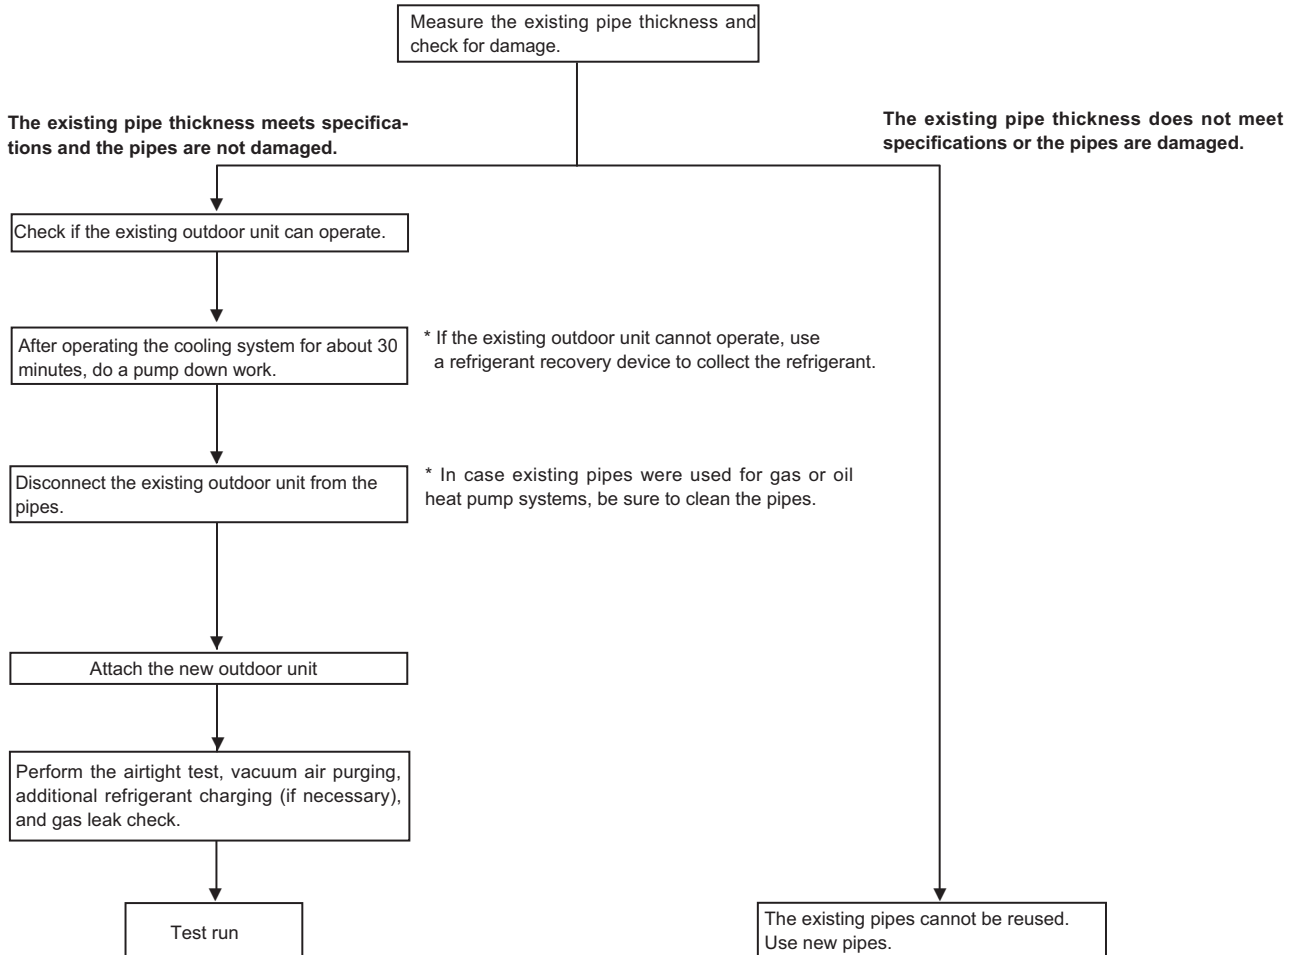 Measure the existing pipe thickness and
check for damage.
The existing pipe thickness meets specifica-
tions and the pipes are not damaged.
The existing pipe thickness does not meet
specifications or the pipes are damaged.
Check if the existing outdoor unit can operate.
After operating the cooling system for about 30
minutes, do a pump down work.
* If the existing outdoor unit cannot operate, use
a refrigerant recovery device to collect the refrigerant.
Disconnect the existing outdoor unit from the
pipes.
* In case existing pipes were used for gas or oil
heat pump systems, be sure to clean the pipes.
Attach the new outdoor unit
Perform the airtight test, vacuum air purging,
additional refrigerant charging (if necessary),
and gas leak check.
Test run
The existing pipes cannot be reused.
Use new pipes.